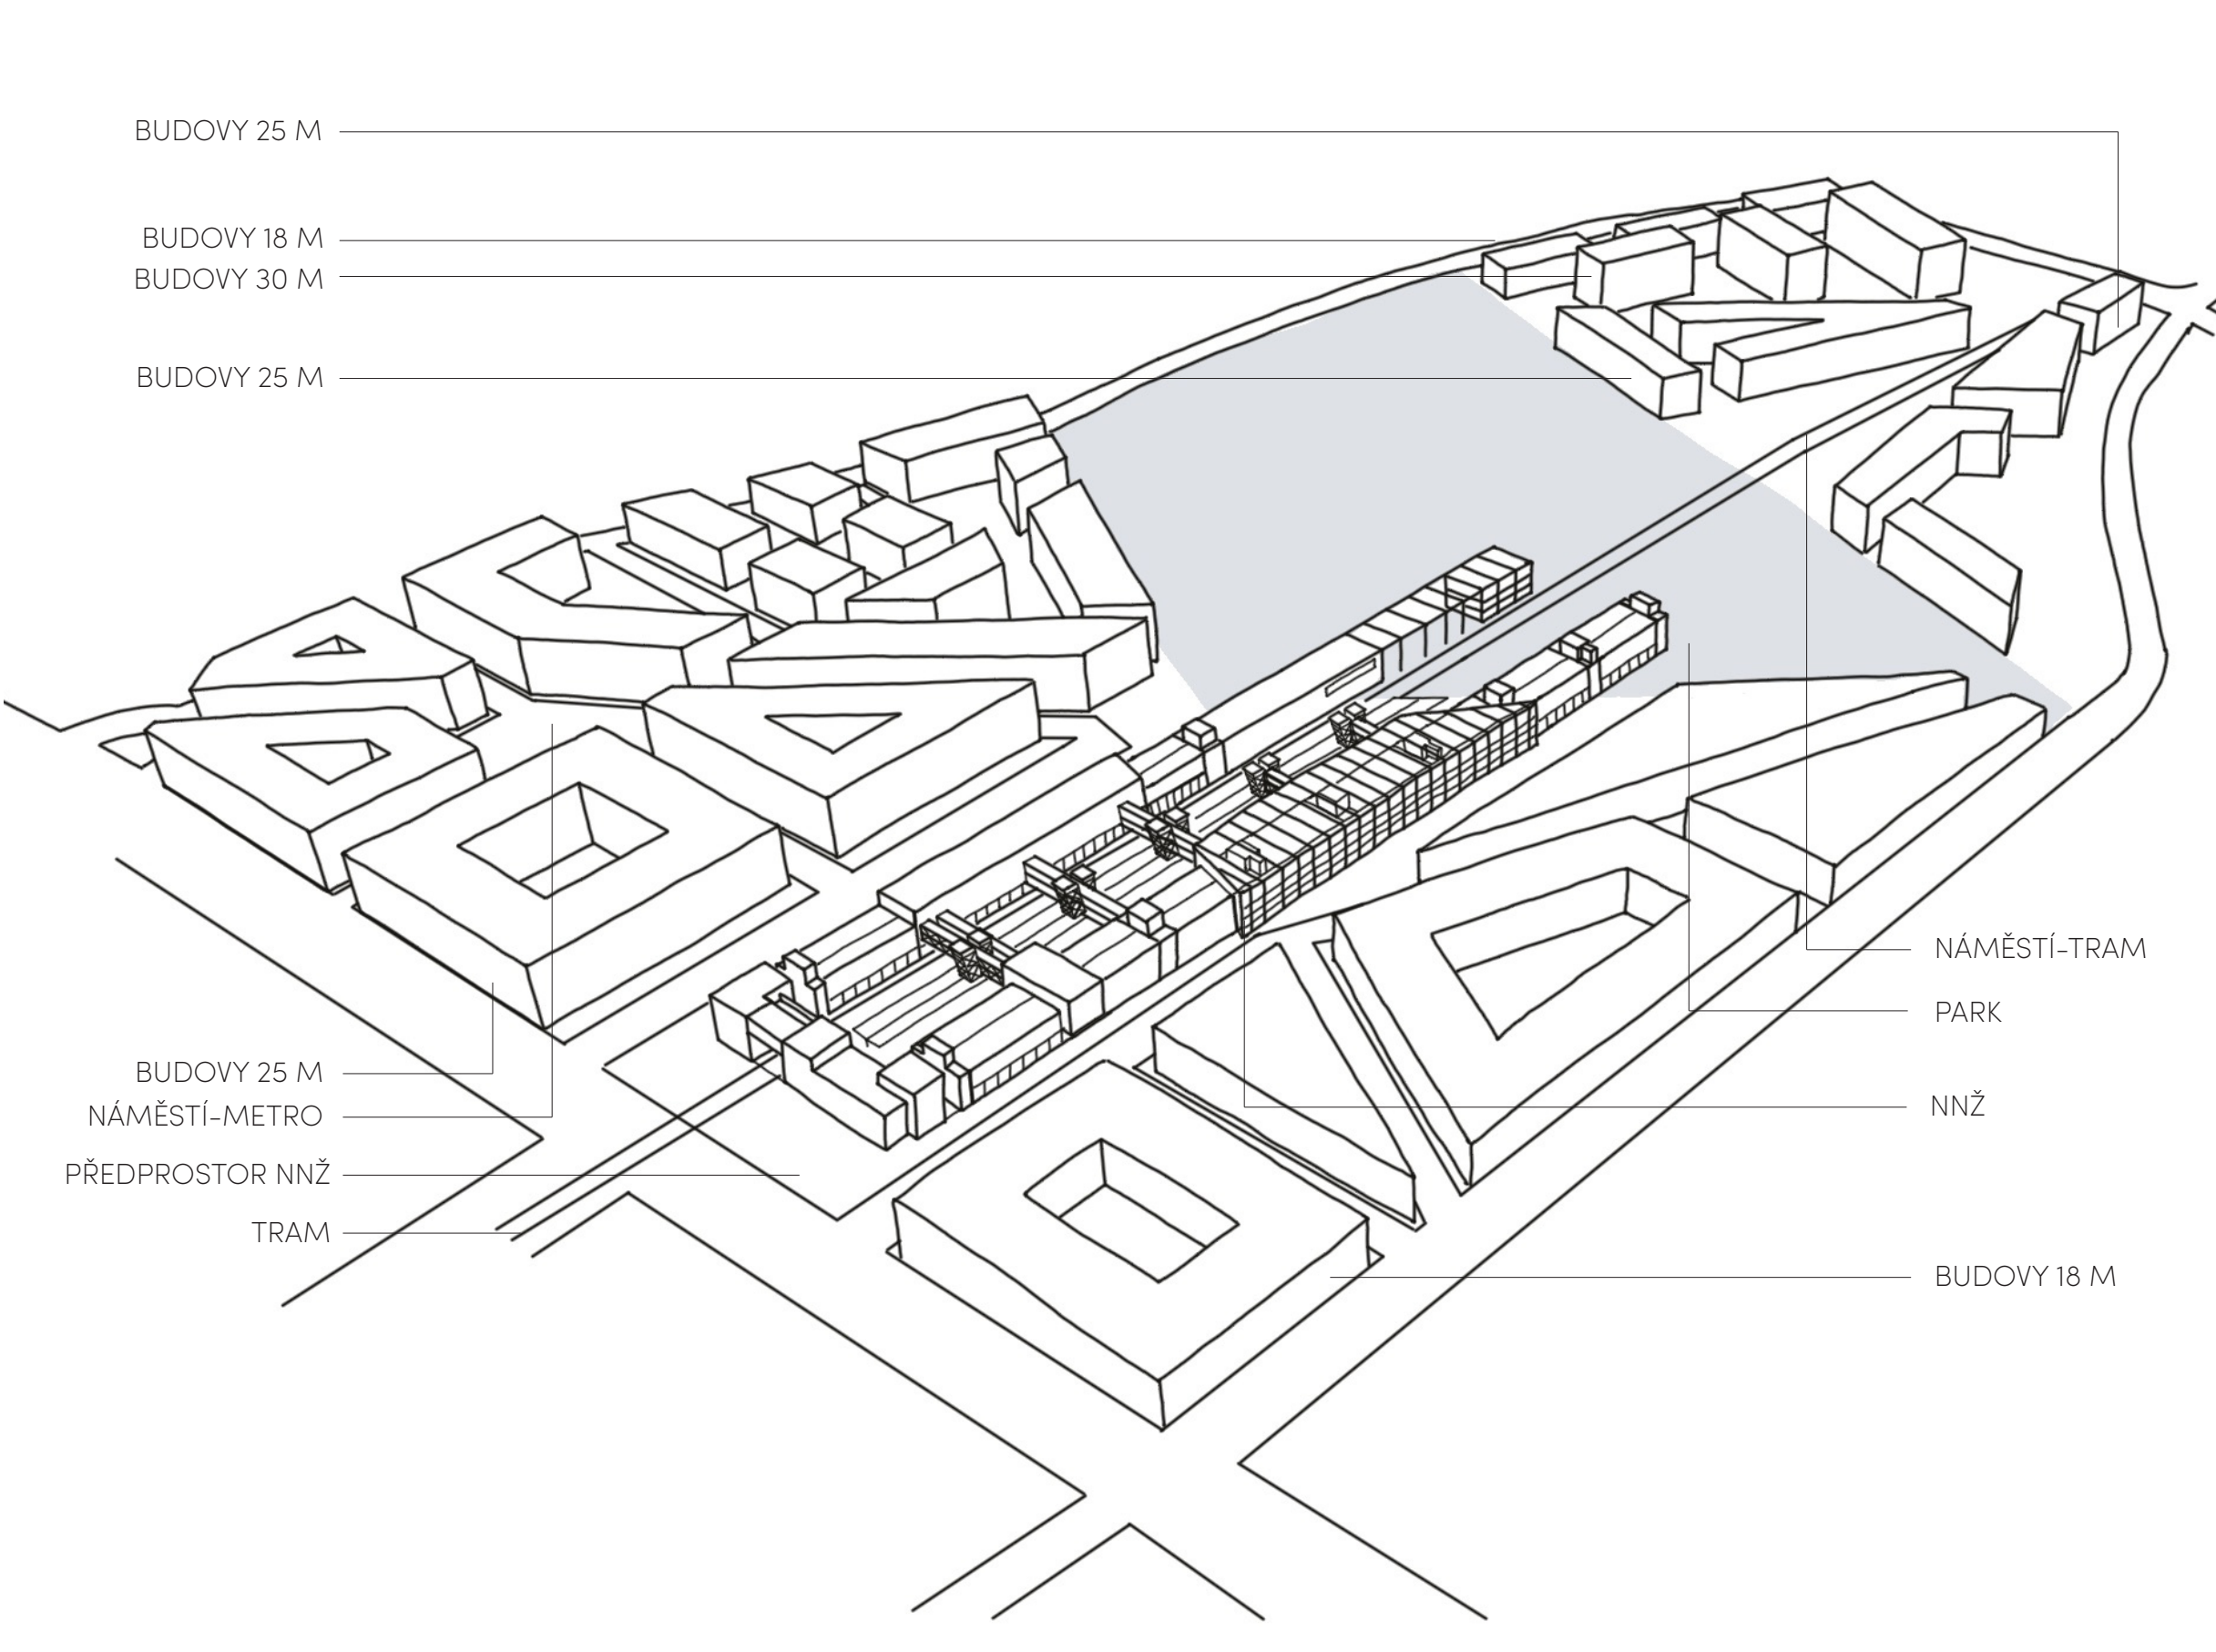 BUDOVY 25 M
BUDOVY 18 M
BUDOVY 30 M
BUDOVY 25 M
BUDOVY 25 M
NÁMĚSTÍ-METRO
PŘEDPROSTOR NNŽ
TRAM
NÁMĚSTÍ-TRAM
PARK
NNŽ
BUDOVY 18 M